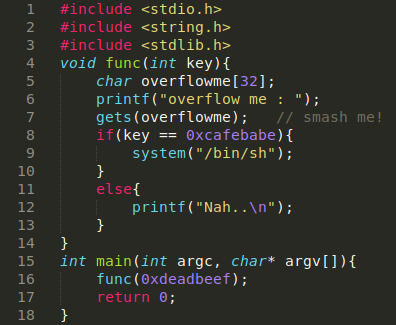 1 #include <stdio.h>
2 #include <string.h>
3 #include <stdlib.h>
4 void func(int key){
5     char overflowme[32];
6     printf("overflow me : ");
7     gets(overflowme);   // smash me!
8     if(key == 0xcafebabe){
9         system("/bin/sh");
10     }
11     else{
12         printf("Nah..\n");
13     }
14 }
15 int main(int argc, char* argv[]){
16     func(0xdeadbeef);
17     return 0;
18 }